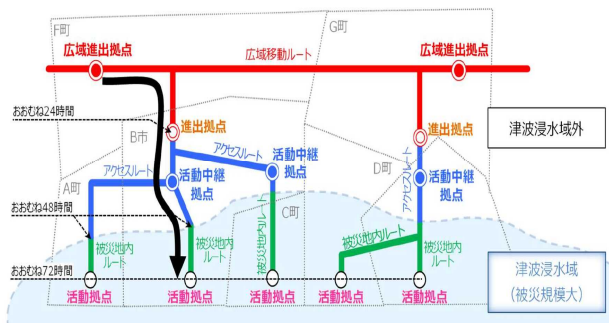 F町
G町
広域進出拠点
広域移動ルート
広域進出拠点
おおむね24時間
進出拠点
進出拠点
津波浸水域外
B市
アクセスルート
アクセスルート
活動中継
拠点
D町
A町
活動中継
拠点
アクセスルート
活動中継
拠点
おおむね48時間
C町
被災地内
ルート
被災地内
ルート
被災地内ルート
被災地内ルート
被災地内
ルート
おおむね72時間
活動拠点
活動拠点
活動拠点
活動拠点
活動拠点
津波浸水域
(被災規模大)